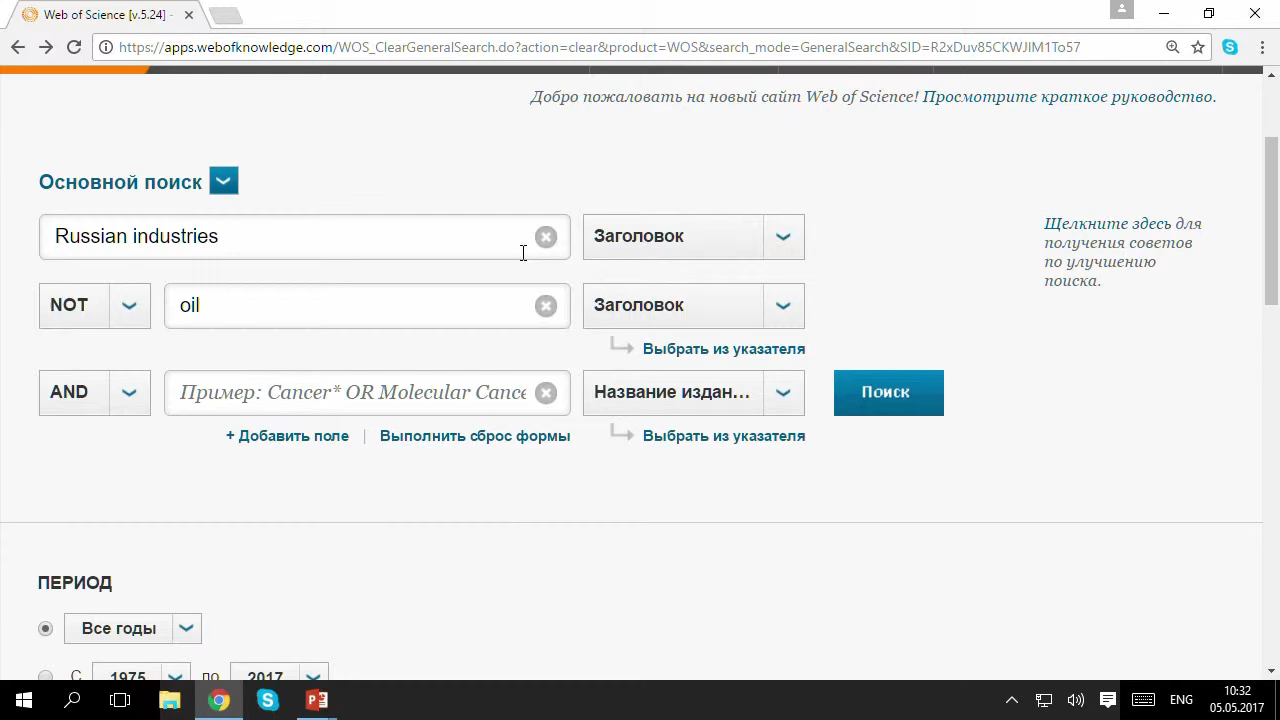 Web of Science [v.5.24] -
https://apps.webofknowledge.com/WOS_ClearGeneralSearch.do?action=clear&product=WOS&search_mode=GeneralSearch&SID=R2xDuv85CKWJIM1To57
Добро пожаловать на новый сайт Web of Science! Просмотрите краткое руководство.
Основной поиск
Russian industries
Заголовок
Щелкните здесь для
получения советов
по улучшению
поиска.
NOT
oil
Заголовок
Выбрать из указателя
AND
Пример: Cancer* OR Molecular Cance
Название издан...
Поиск
+ Добавить поле | Выполнить сброс формы
Выбрать из указателя
ПЕРИОД
Все годы
С 1975 по 2017
ENG
10:32
05.05.2017